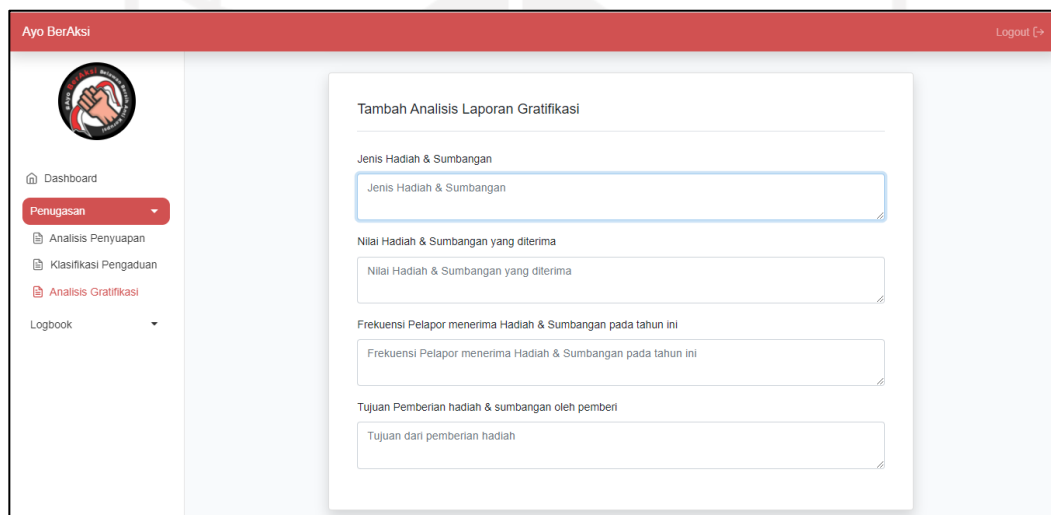 Ayo BerAksi
Logout
Ayo BerAksi
Dashboard
Penugasan
Analisis Penyuapan
Klasifikasi Pengaduan
Analisis Gratifikasi
Logbook
Tambah Analisis Laporan Gratifikasi
Jenis Hadiah & Sumbangan
Jenis Hadiah & Sumbangan
Nilai Hadiah & Sumbangan yang diterima
Nilai Hadiah & Sumbangan yang diterima
Frekuensi Pelapor menerima Hadiah & Sumbangan pada tahun ini
Frekuensi Pelapor menerima Hadiah & Sumbangan pada tahun ini
Tujuan Pemberian hadiah & sumbangan oleh pemberi
Tujuan dari pemberian hadiah